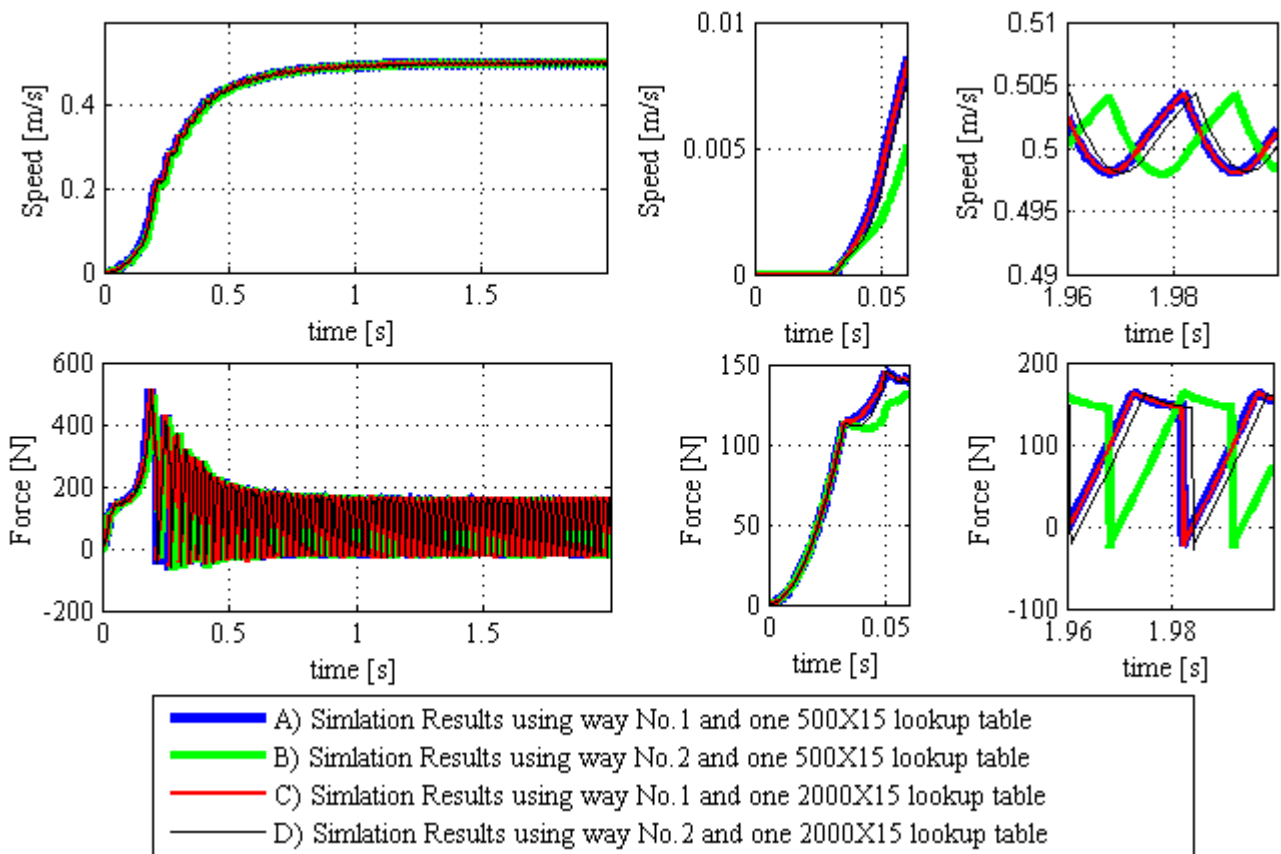 Speed [m/s]
0.4
0.2
0
0 0.5 1 1.5
time [s]
Speed [m/s]
0.01
0.005
0
0 0.05
time [s]
Speed [m/s]
0.51
0.505
0.5
0.495
0.49
1.96 1.98
time [s]
Force [N]
600
400
200
0
-200
0 0.5 1 1.5
time [s]
Force [N]
150
100
50
0
0 0.05
time [s]
Force [N]
200
100
0
-100
1.96 1.98
time [s]
A) Simlation Results using way No.1 and one 500X15 lookup table
B) Simlation Results using way No.2 and one 500X15 lookup table
C) Simlation Results using way No.1 and one 2000X15 lookup table
D) Simlation Results using way No.2 and one 2000X15 lookup table